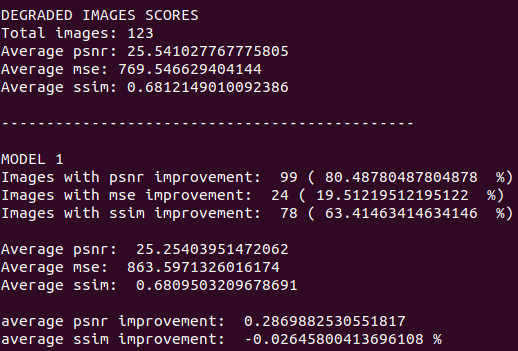 DEGRADED IMAGES SCORES
Total images: 123
Average psnr: 25.541027767775805
Average mse: 769.546629404144
Average ssim: 0.6812149010092386
----------------------------------------------
MODEL 1
Images with psnr improvement:  99 ( 80.48780487804878  %)
Images with mse improvement:  24 ( 19.51219512195122  %)
Images with ssim improvement:  78 ( 63.41463414634146  %)
Average psnr:  25.25403951472062
Average mse:  863.5971326016174
Average ssim:  0.6809503209678691
average psnr improvement:  0.2869882530551817
average ssim improvement:  -0.02645800413696108 %